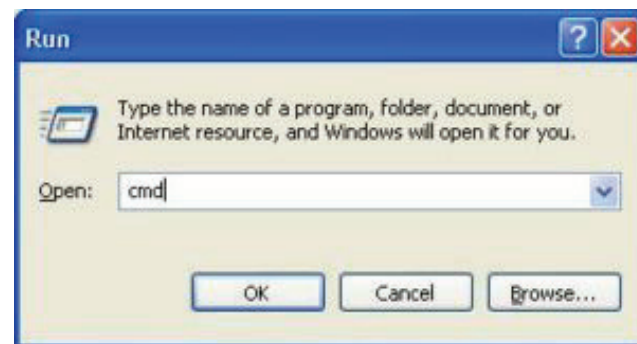 Run
Type the name of a program, folder, document, or
Internet resource, and Windows will open it for you.
Open: cmd
OK Cancel Browse...